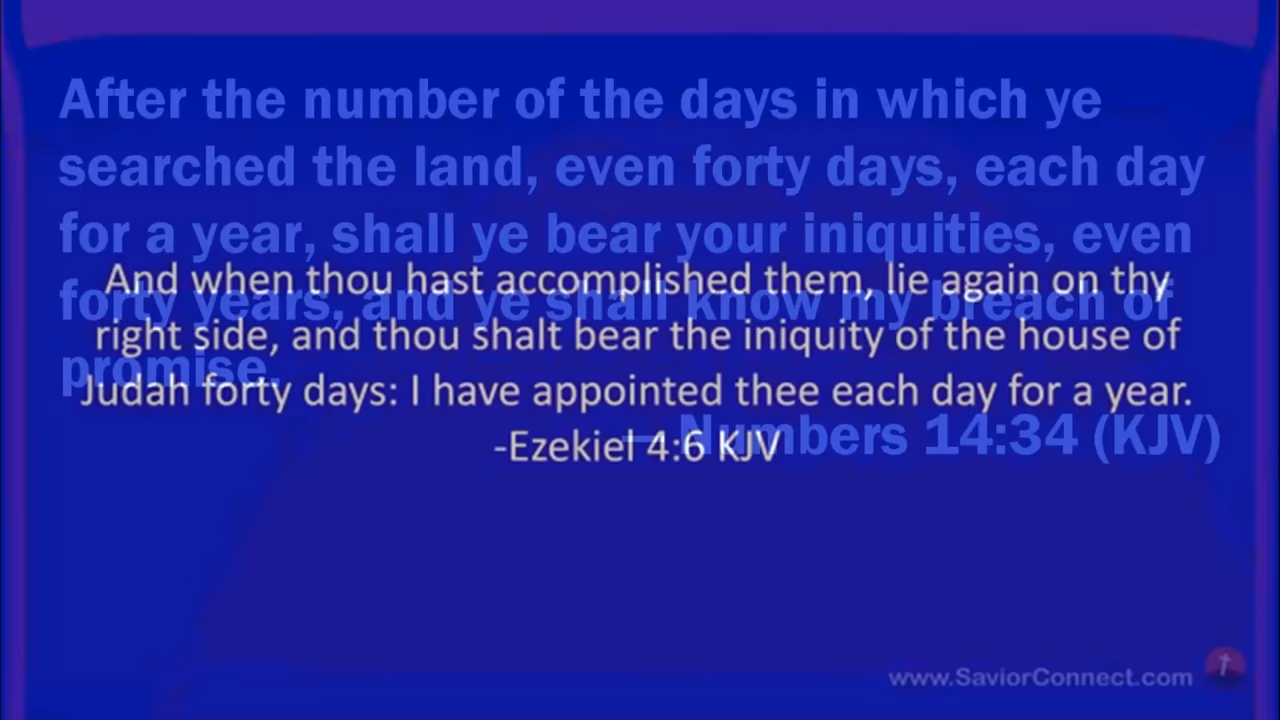 After the number of the days in which ye
searched the land, even forty days, each day
for a year, shall ye bear your iniquities, even
forty years, and ye shall know my breach of
promise.
—Numbers 14:34 (KJV)
And when thou hast accomplished them, lie again on thy
right side, and thou shalt bear the iniquity of the house of
Judah forty days: I have appointed thee each day for a year.
-Ezekiel 4:6 KJV
www.SaviorConnect.com